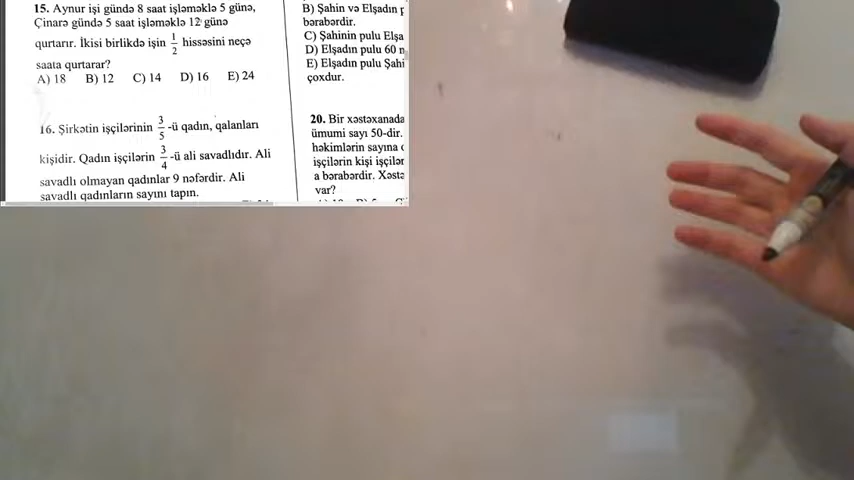 15. Aynur işi gündə 8 saat işləməklə 5 günə,
Çinarə gündə 5 saat işləməklə 12 günə
qurtarır. İkisi birlikdə işin 1/2 hissəsini neçə
saata qurtarar?
A) 18 B) 12 C) 14 D) 16 E) 24
16. Şirkətin işçilərinin 3/5 -ü qadın, qalanları
kişidir. Qadın işçilərin 3/4 -ü ali savadlıdır. Ali
savadlı olmayan qadınlar 9 nəfərdir. Ali
savadlı qadınların sayını tapın.
B) Şahin və Elşadın
bərabərdir.
C) Şahinin pulu Elşa
D) Elşadın pulu 60
E) Elşadın pulu Şahi
çoxdur.
20. Bir xəstəxanada
ümumi sayı 50-dir.
həkimlərin sayına
işçilərin kişi işçilər
a bərabərdir. Xəstə
var?